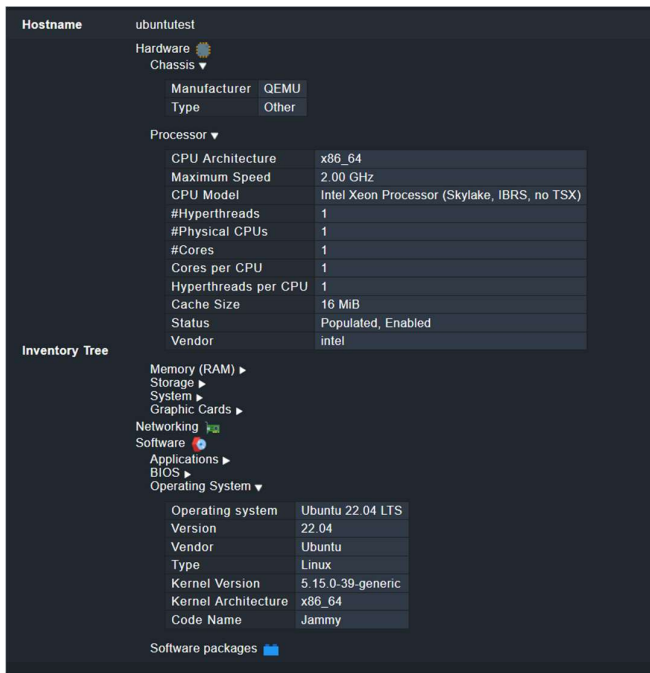 Hostname ubuntutest
Hardware
Chassis
Manufacturer QEMU
Type Other
Processor
CPU Architecture x86_64
Maximum Speed 2.00 GHz
CPU Model Intel Xeon Processor (Skylake, IBRS, no TSX)
#Hyperthreads 1
#Physical CPUs 1
#Cores 1
Cores per CPU 1
Hyperthreads per CPU 1
Cache Size 16 MiB
Status Populated, Enabled
Vendor intel
Inventory Tree
Memory (RAM)
Storage
System
Graphic Cards
Networking
Software
Applications
BIOS
Operating System
Operating system Ubuntu 22.04 LTS
Version 22.04
Vendor Ubuntu
Type Linux
Kernel Version 5.15.0-39-generic
Kernel Architecture x86_64
Code Name Jammy
Software packages